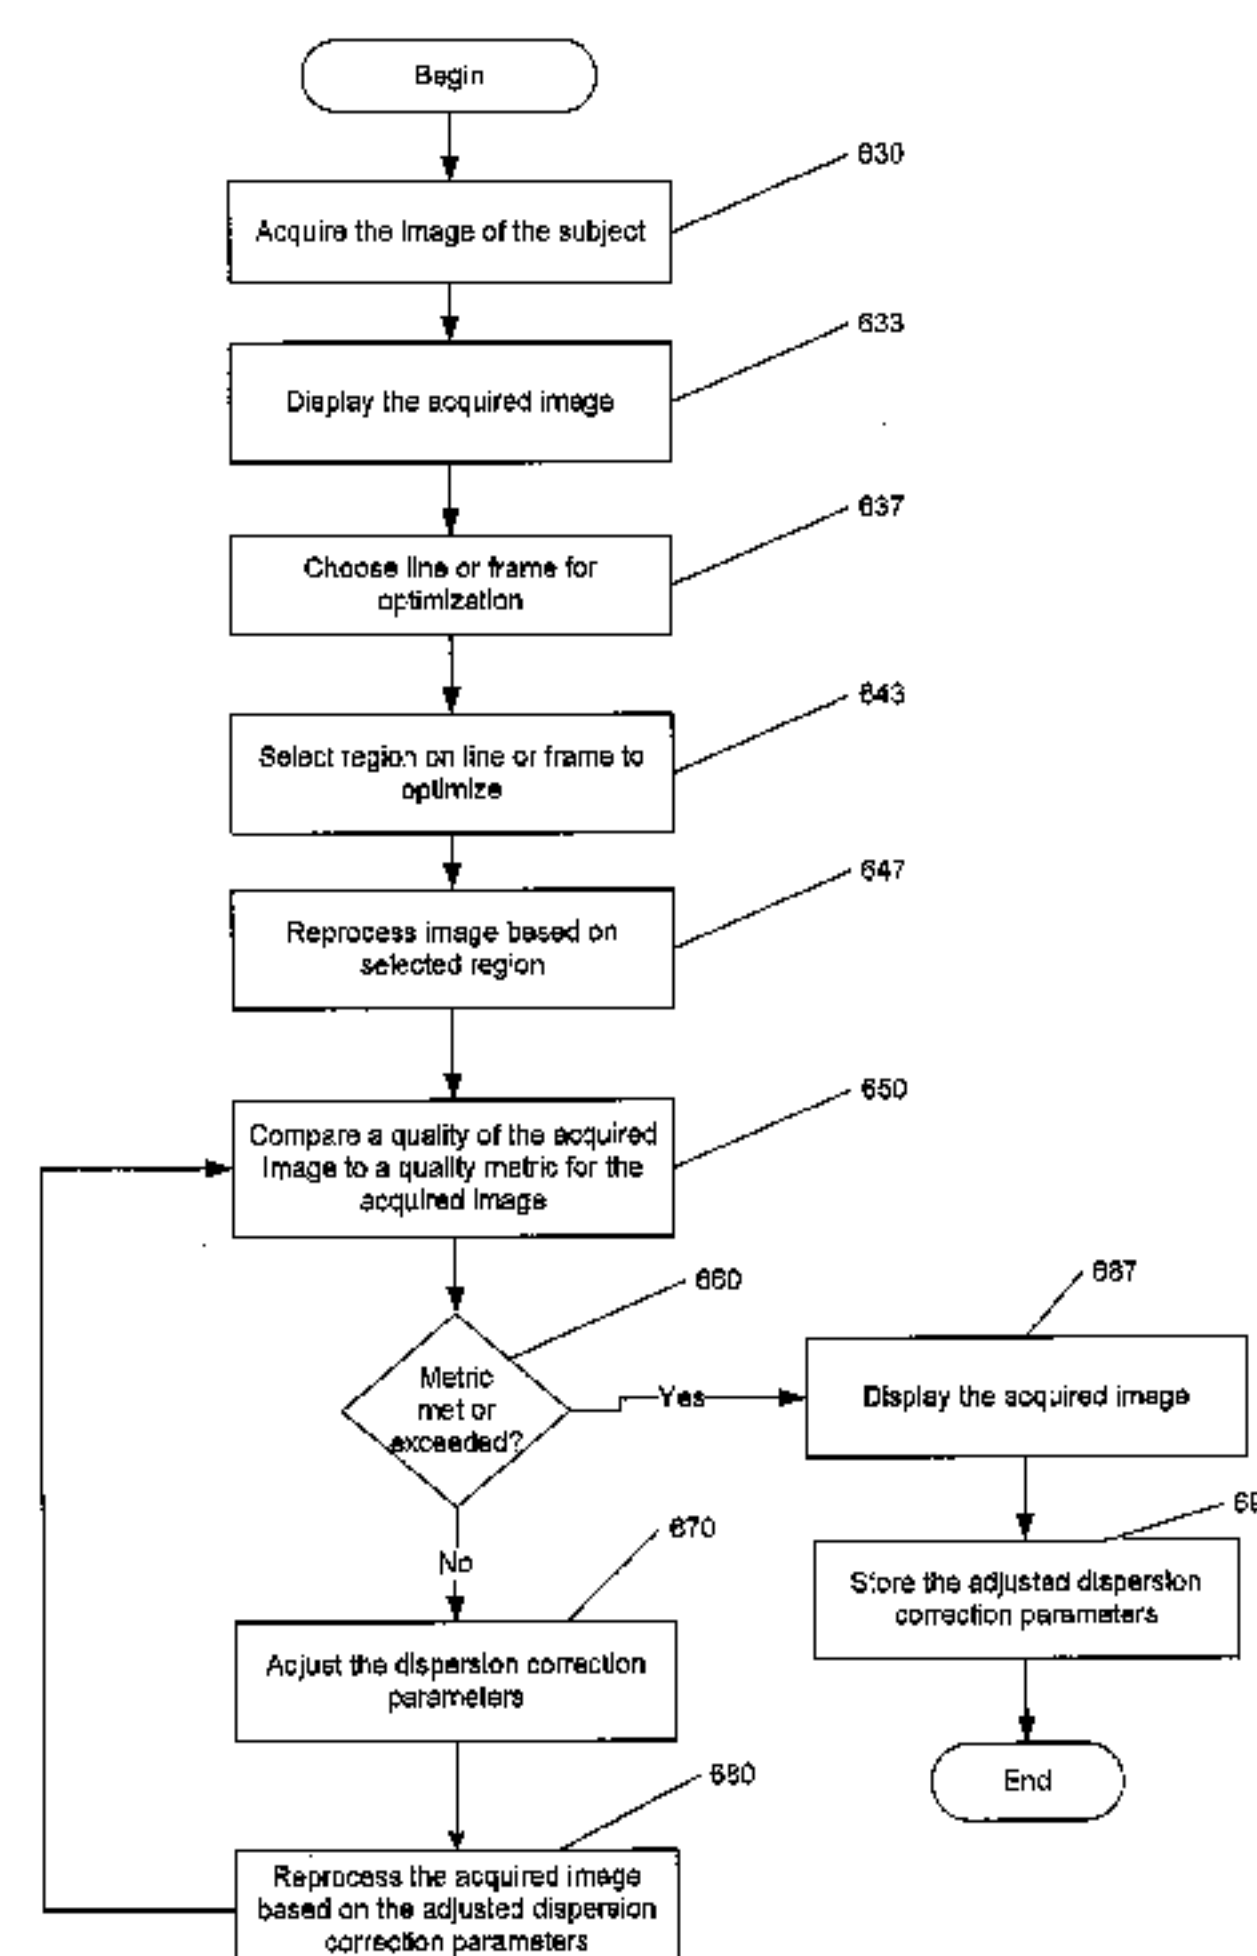 Begin
630
Acquire the Image of the subject
633
Display the acquired image
637
Choose line or frame for
optimization
643
Select region on line or frame to
optimize
647
Reprocess image based on
selected region
650
Compare a quality of the acquired
Image to a quality metric for the
acquired image
660
687
Metric
met or
exceeded?
Yes
Display the acquired image
No
670
Store the adjusted dispersion
correction parameters
Adjust the dispersion correction
parameters
680
End
Reprocess the acquired image
based on the adjusted dispersion
correction parameters